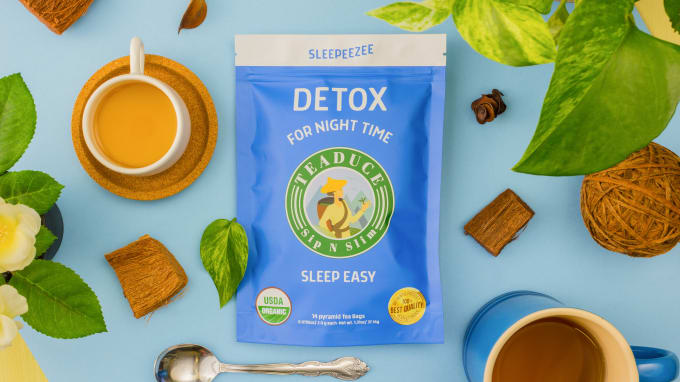 SLEEPEEZEE
DETOX
FOR NIGHT TIME
TEADUCE
Sip N Slim
SLEEP EASY
USDA
ORGANIC
BEST QUALITY
14 pyramid Tea Bags